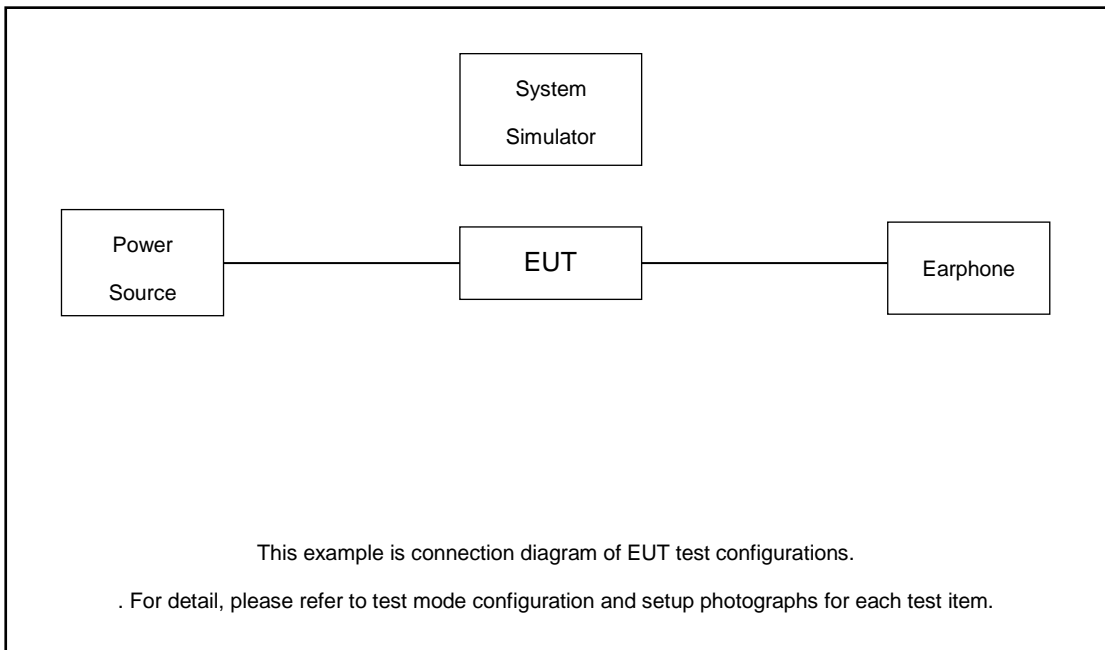 System
Simulator
Power
Source
EUT
Earphone
This example is connection diagram of EUT test configurations.
. For detail, please refer to test mode configuration and setup photographs for each test item.